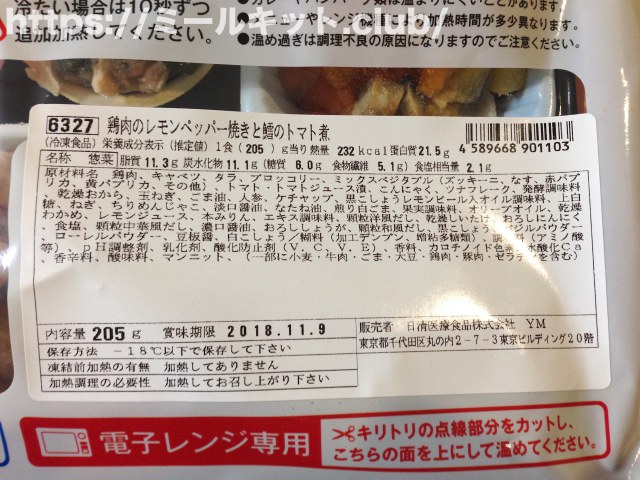 冷たい場合は10秒ずつ
追加加熱してください。
https://ミールキット.club/
温め過ぎは調理不良の原因になりますのでご注意ください。
6327 鶏肉のレモンペッパー焼きと鱈のトマト煮
(冷凍食品) 栄養成分表示 (推定値) 1食 (205) g当り 熱量 232kcal 蛋白質 21.5g
4589668901103
名称 惣菜 脂質 11.3g 炭水化物 11.1g (糖質 6.0g 食物繊維 5.1g) 食塩相当量 2.1g
原材料名 鶏肉、キャベツ、タラ、ブロッコリー、ミックスベジタブル (ズッキーニ、なす、赤パプ
リカ、黄パプリカ、その他)、トマト・トマトジュース漬、こんにゃく、ツナフレーク、発酵調味料
、乾燥おから、玉ねぎ、ごま油、人参、ケチャップ、黒こしょうレモンピール入オイル調味料、上白
糖、ねぎ、ちりめんじゃこ、淡口醤油、なたね油、煎り白ごま、果実調味料、オリーブオイル、乾燥
わかめ、レモンジュース、本みりん、エキス調味料、顆粒洋風だし、乾燥しいたけ、おろしにんにく
、食塩、顆粒中華風だし、濃口醤油、おろししょうが、顆粒和風だし、黒こしょう、バジルパウダー
、ローレルパウダー、豆板醤、白こしょう／糊料 (加工デンプン、増粘多糖類)、調味料 (アミノ酸
等)、pH調整剤、乳化剤、酸化防止剤 (V.C、V.E)、香料、カロチノイド色素、水酸化Ca
、香辛料、酸味料、マンニット、(一部に小麦・牛肉・ごま・大豆・鶏肉・豚肉・ゼラチンを含む)
内容量 205g 賞味期限 2018.11.9
販売者 日清医療食品株式会社 YM
東京都千代田区丸の内2-7-3東京ビルディング20階
保存方法 -18℃以下で保存して下さい
凍結前加熱の有無 加熱してありません
加熱調理の必要性 加熱してお召し上がり下さい
電子レンジ専用
キリトリの点線部分をカットし、
こちらの面を上にして温めてください。